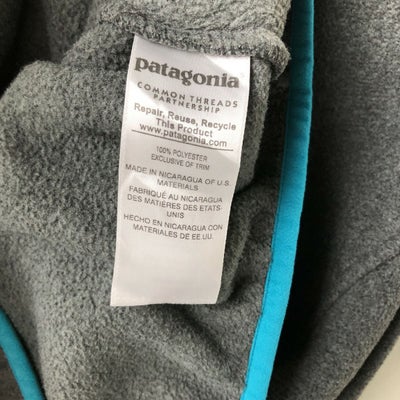 patagonia
COMMON THREADS
PARTNERSHIP
Repair, Reuse, Recycle
This Product
www.patagonia.com
100% POLYESTER
EXCLUSIVE OF TRIM
MADE IN NICARAGUA OF U.S.
MATERIALS
FABRIQUÉ AU NICARAGUA
DES MATIÈRES DES ETATS-
UNIS
HECHO EN NICARAGUA CON
MATERIALES DE EE.UU.